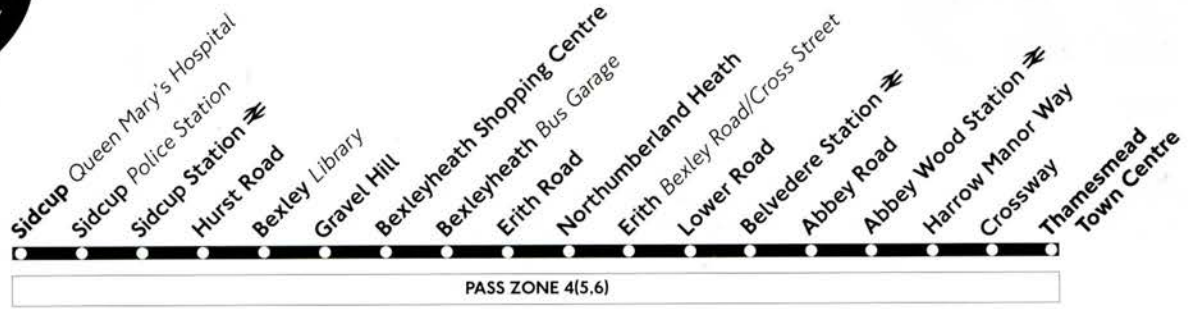 Sidcup Queen Mary's Hospital
Sidcup Police Station
Sidcup Station
Hurst Road
Bexley Library
Gravel Hill
Bexleyheath Shopping Centre
Bexleyheath Bus Garage
Erith Road
Northumberland Heath
Erith Bexley Road/Cross Street
Lower Road
Belvedere Station
Abbey Road
Abbey Wood Station
Harrow Manor Way
Crossway
Thamesmead
Town Centre
PASS ZONE 4(5,6)